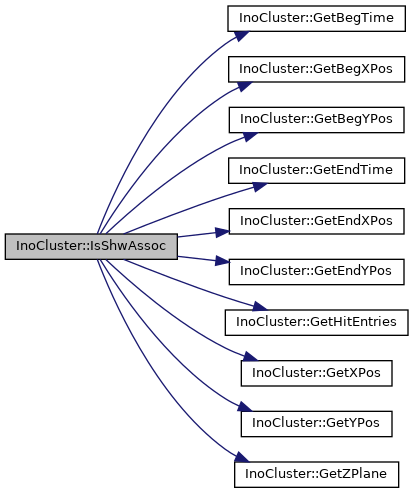 InoCluster::GetBegTime
InoCluster::GetBegXPos
InoCluster::GetBegYPos
InoCluster::GetEndTime
InoCluster::IsShwAssoc
InoCluster::GetEndXPos
InoCluster::GetEndYPos
InoCluster::GetHitEntries
InoCluster::GetXPos
InoCluster::GetYPos
InoCluster::GetZPlane